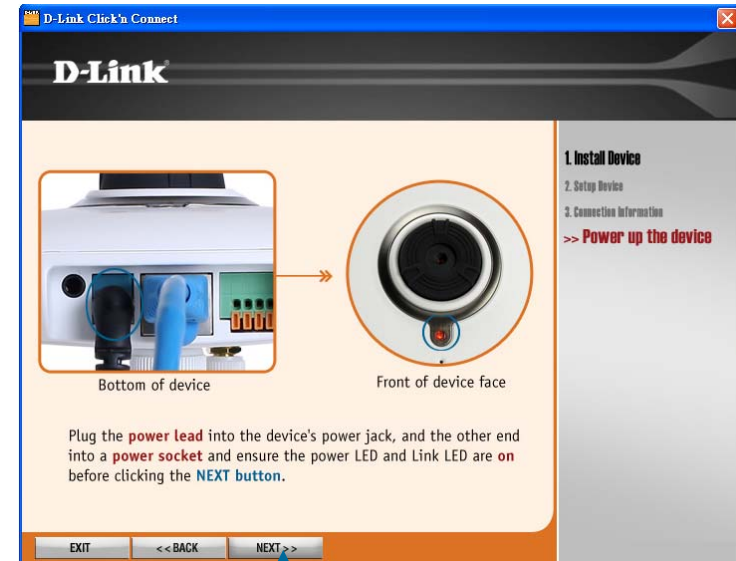 D-Link Click'n Connect
D-Link
1. Install Device
2. Setup Device
3. Connection Information
>> Power up the device
Bottom of device
Front of device face
Plug the power lead into the device's power jack, and the other end
into a power socket and ensure the power LED and Link LED are on
before clicking the NEXT button.
EXIT
<<BACK
NEXT>>